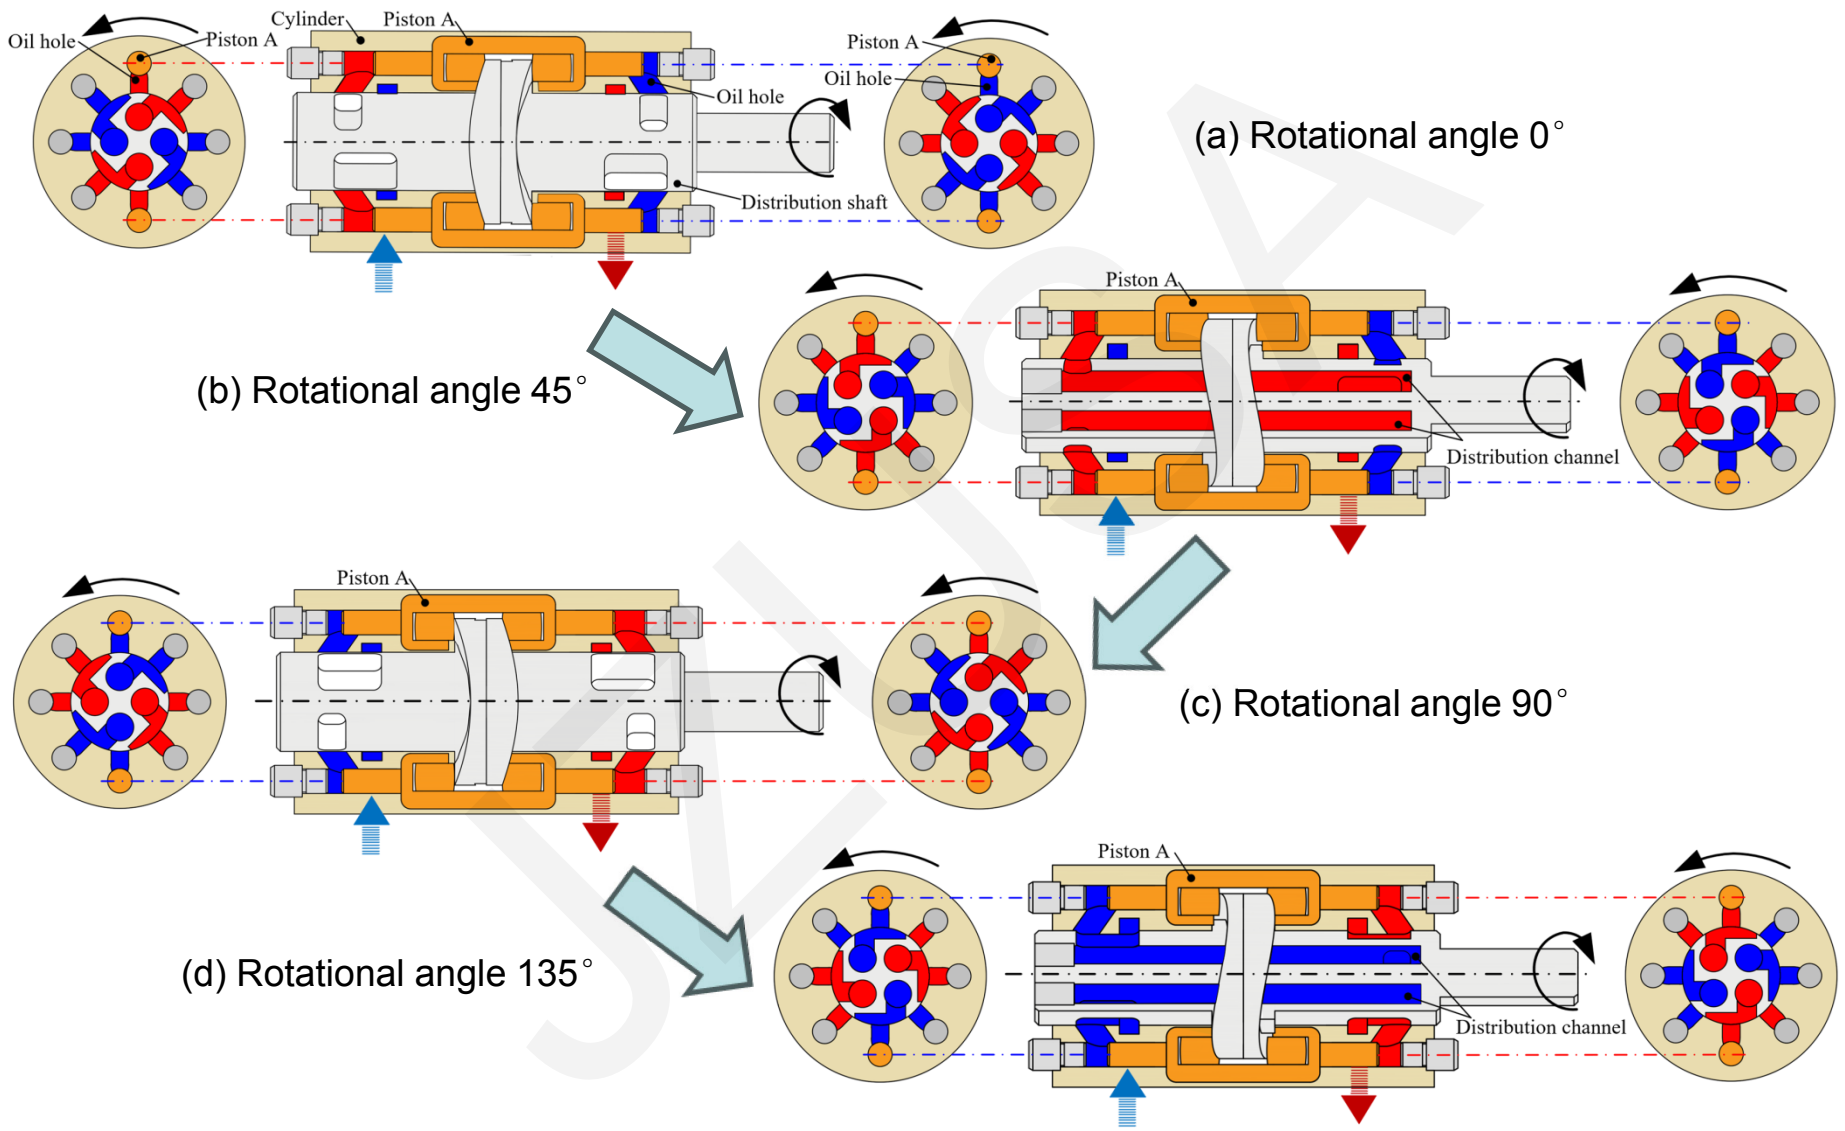 Cylinder
Piston A
Oil hole
Piston A
Piston A
Oil hole
Oil hole
Distribution shaft
(a) Rotational angle 0°
Piston A
(b) Rotational angle 45°
Distribution channel
Piston A
(c) Rotational angle 90°
Piston A
(d) Rotational angle 135°
Distribution channel
JZUSA